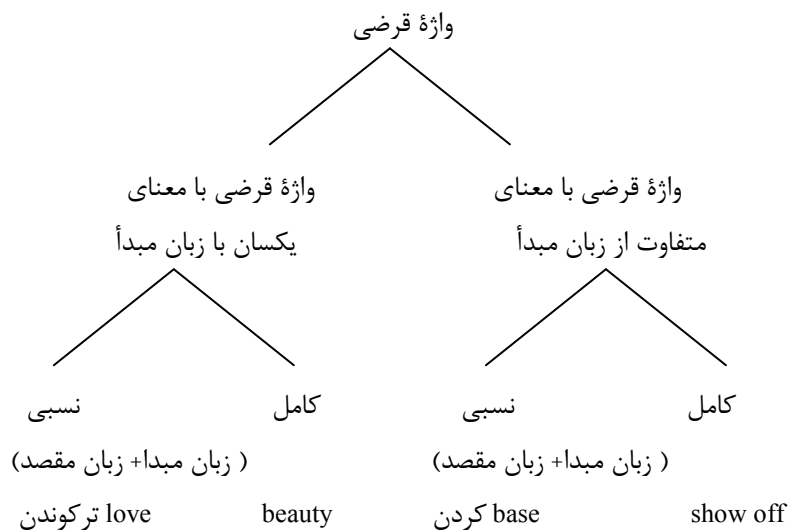 واژۀ قرضی
واژۀ قرضی با معنای متفاوت از زبان مبدأ
واژۀ قرضی با معنای یکسان با زبان مبدأ
کامل
نسبی
کامل
نسبی
( زبان مبدا+ زبان مقصد)
( زبان مبدا+ زبان مقصد)
show off
base کردن
beauty
love ترکوندن